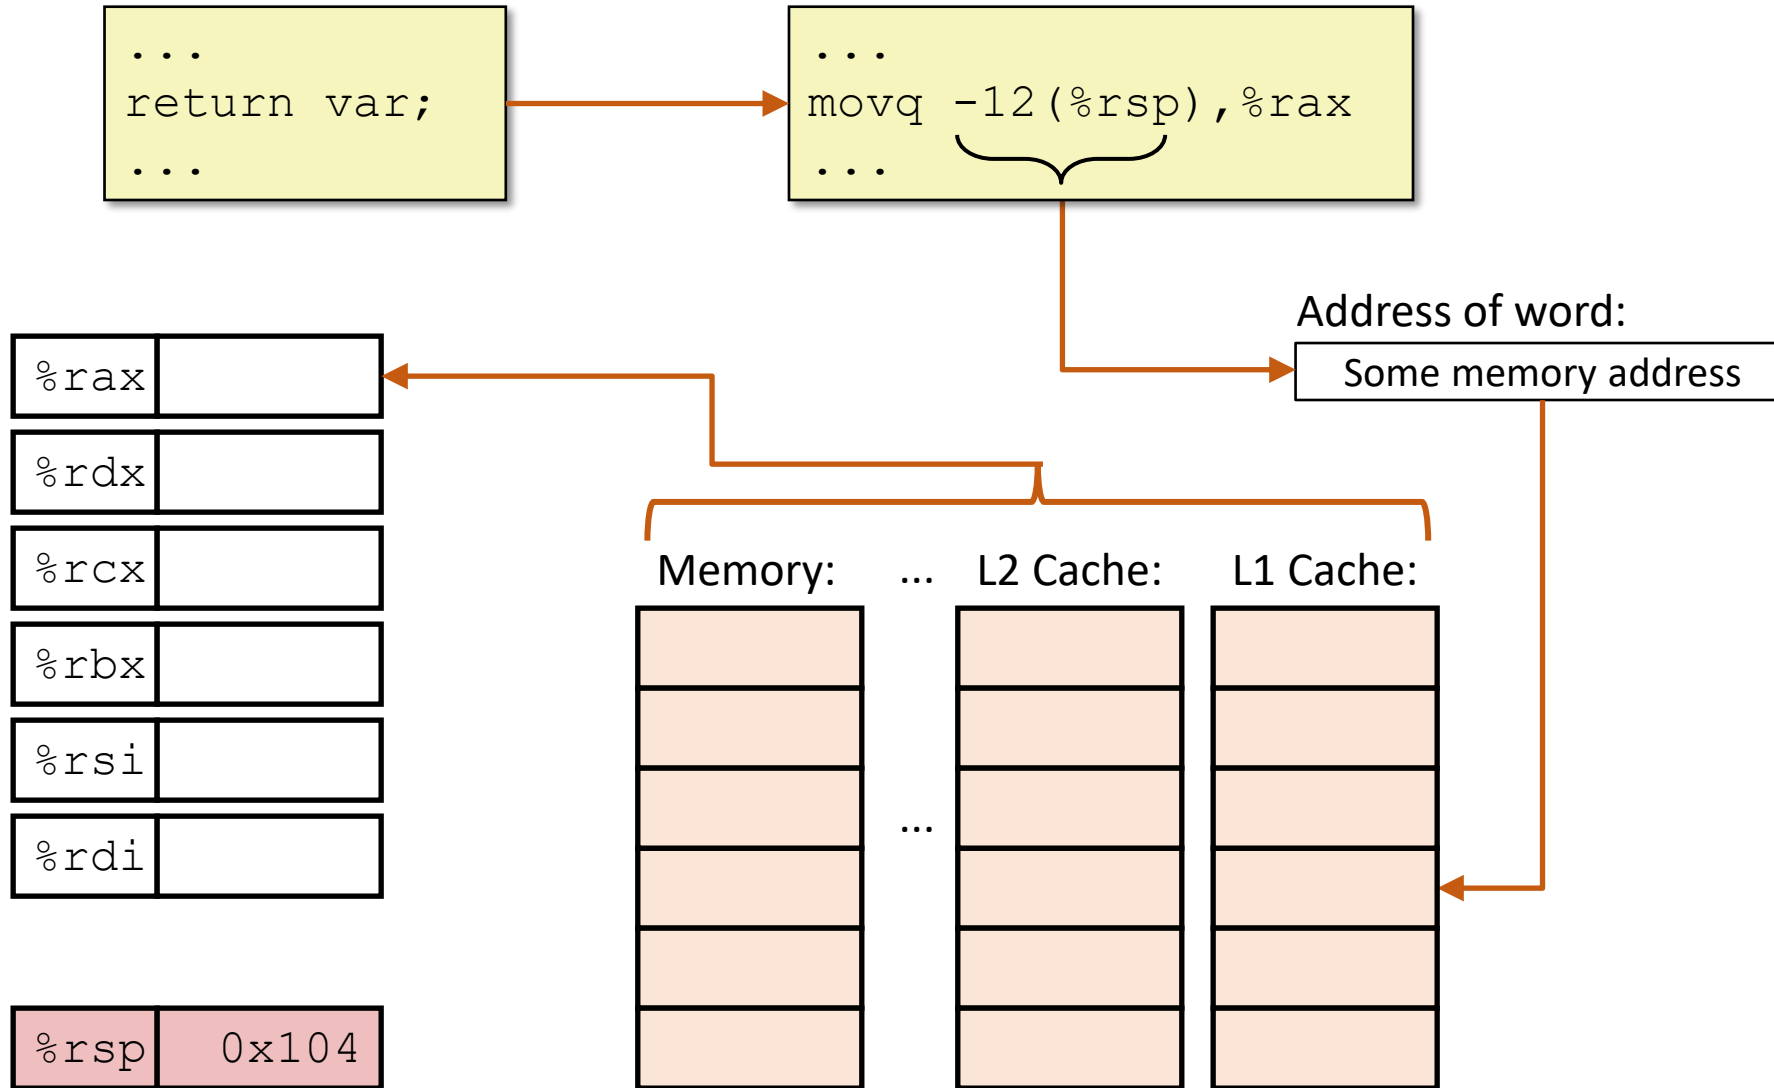 ...
return var;
...
...
movq -12(%rsp),%rax
...
Address of word:
Some memory address
%rax
%rdx
%rcx
%rbx
%rsi
%rdi
%rsp 0x104
Memory: ... L2 Cache: L1 Cache:
...